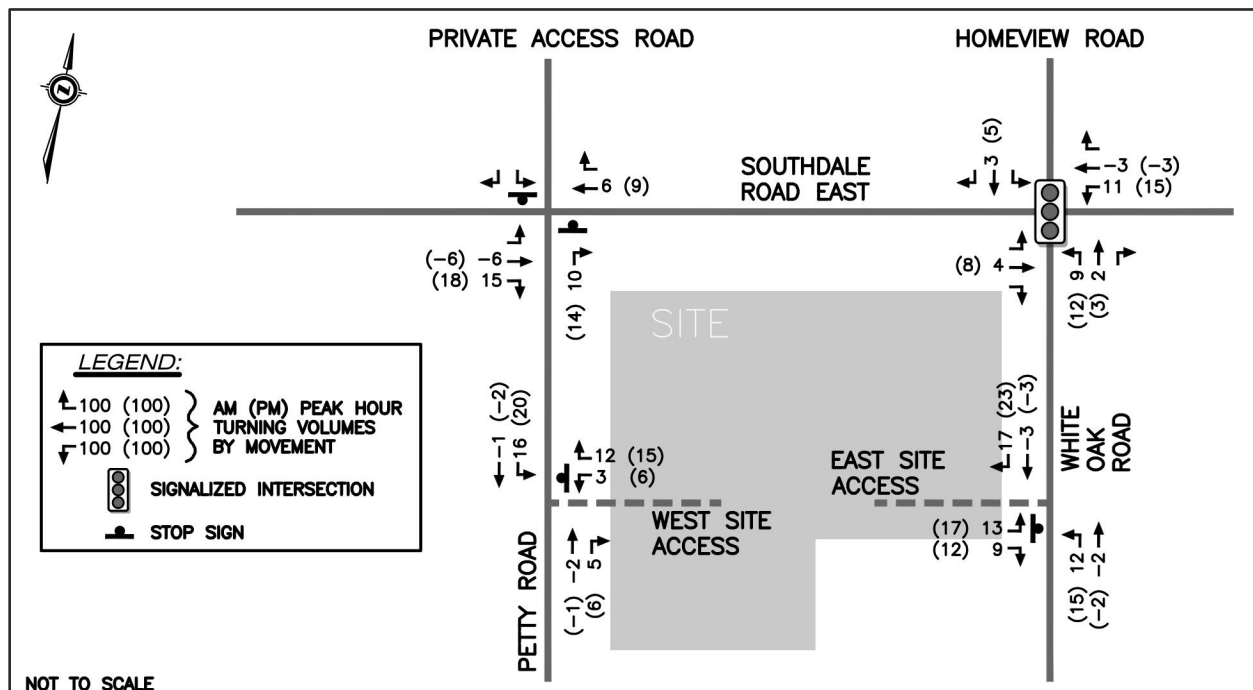 PRIVATE ACCESS ROAD
HOMEVIEW ROAD
Z
SOUTHDALE
ROAD EAST
6 (9)
3 (5)
-3 (-3)
11 (15)
(-6) -6
(18) 15
(14) 10
(8) 4
(12) 9
(3) 2
SITE
LEGEND:
100 (100)
100 (100)
100 (100)
AM (PM) PEAK HOUR
TURNING VOLUMES
BY MOVEMENT
SIGNALIZED INTERSECTION
STOP SIGN
-1 (-2)
16 (20)
12 (15)
3 (6)
WEST SITE
ACCESS
PETTY ROAD
(-1) -2
(6) 5
EAST SITE
ACCESS
17 (23)
-3 (-3)
WHITE
OAK
ROAD
(17) 13
(12) 9
(15) 12
(-2) -2
NOT TO SCALE